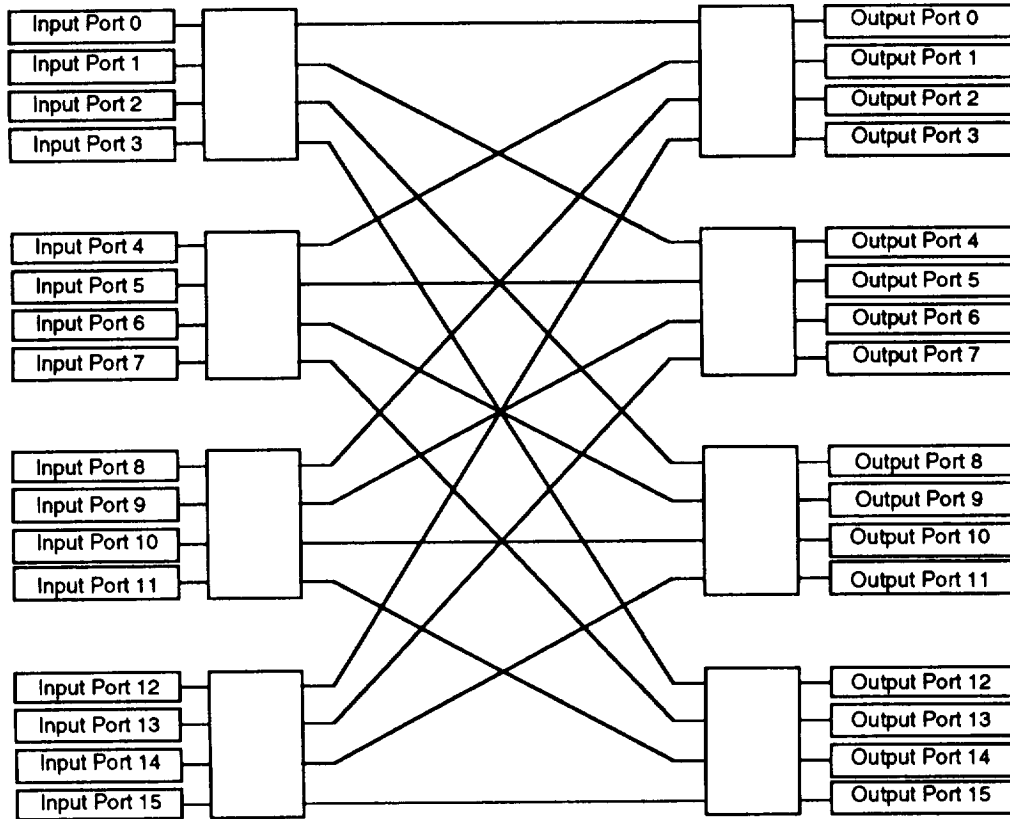 Input Port 0
Output Port 0
Input Port 1
Output Port 1
Input Port 2
Output Port 2
Input Port 3
Output Port 3
Input Port 4
Output Port 4
Input Port 5
Output Port 5
Input Port 6
Output Port 6
Input Port 7
Output Port 7
Input Port 8
Output Port 8
Input Port 9
Output Port 9
Input Port 10
Output Port 10
Input Port 11
Output Port 11
Input Port 12
Output Port 12
Input Port 13
Output Port 13
Input Port 14
Output Port 14
Input Port 15
Output Port 15